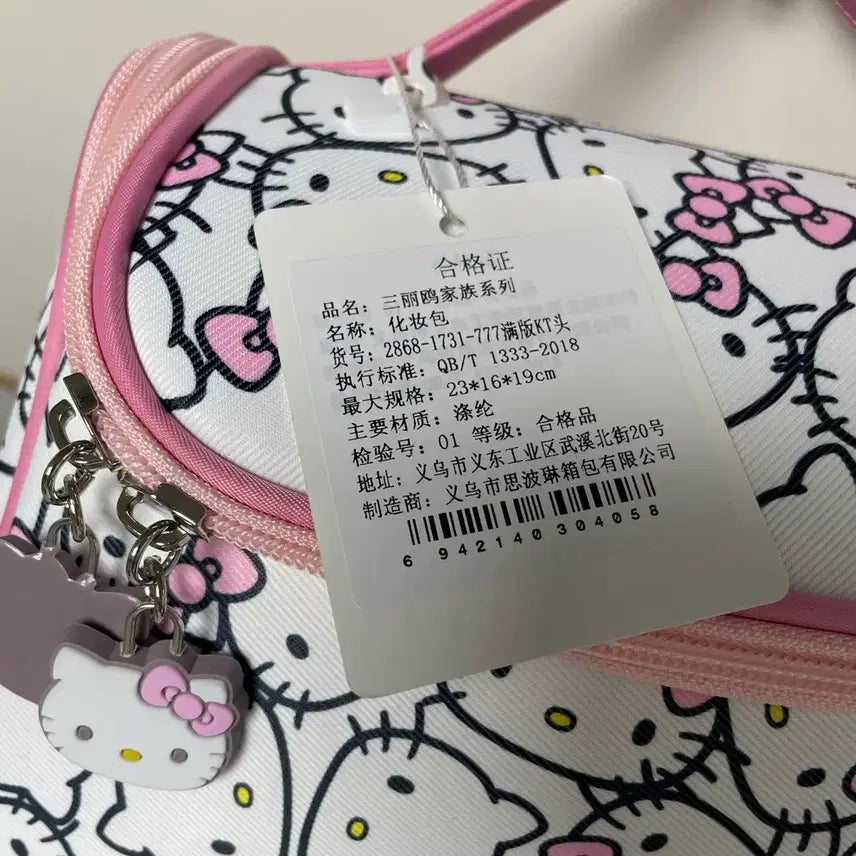 合格证
品名：三丽鸥家族系列
名称：化妆包
货号：2868-1731-777满版KT头
执行标准：QB/T 1333-2018
最大规格：23*16*19cm
主要材质：涤纶
检验号：01 等级：合格品
地址：义乌市义东工业区武溪北街20号
制造商：义乌市思波琳箱包有限公司
6 942140 304058